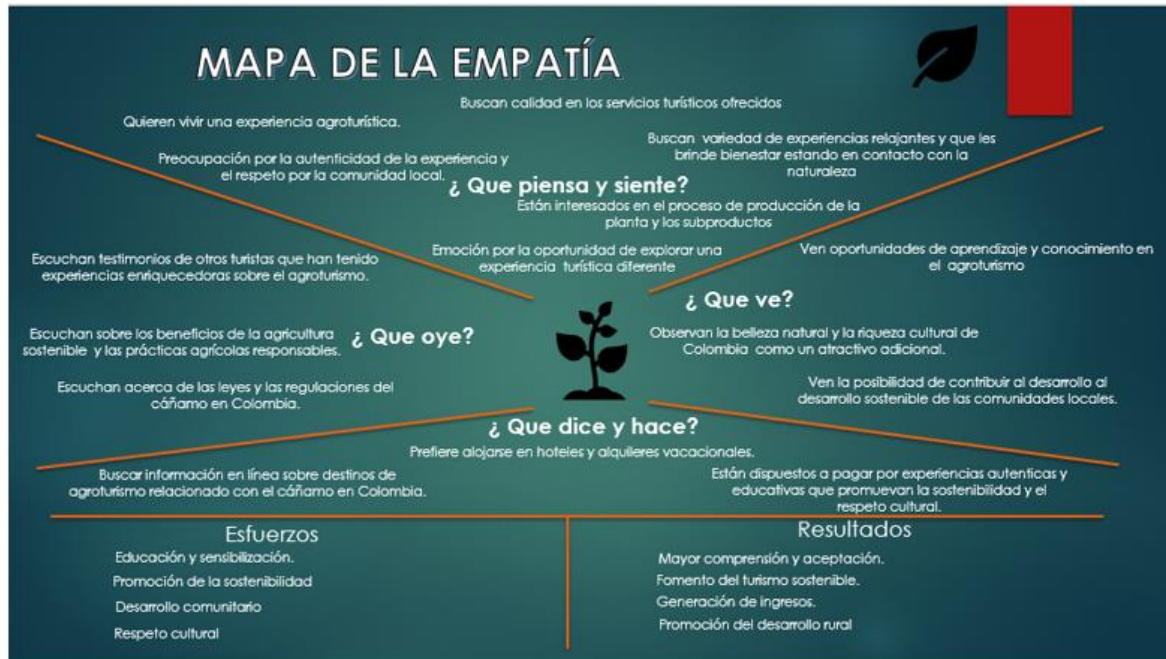 MAPA DE LA EMPATÍA
Buscan calidad en los servicios turísticos ofrecidos
Quieren vivir una experiencia agroturística.
Buscan variedad de experiencias relajantes y que les
brinde bienestar estando en contacto con la
naturaleza
Preocupación por la autenticidad de la experiencia y
el respeto por la comunidad local.
¿ Que piensa y siente?
Están interesados en el proceso de producción de la
planta y los subproductos
Emoción por la oportunidad de explorar una
experiencia turística diferente
Escuchan testimonios de otros turistas que han tenido
experiencias enriquecedoras sobre el agroturismo.
¿ Que oye?
Escuchan sobre los beneficios de la agricultura
sostenible y las prácticas agrícolas responsables.
Escuchan acerca de las leyes y las regulaciones del
cáñamo en Colombia.
Ven oportunidades de aprendizaje y conocimiento en
el agroturismo
¿ Que ve?
Observan la belleza natural y la riqueza cultural de
Colombia como un atractivo adicional.
Ven la posibilidad de contribuir al desarrollo al
desarrollo sostenible de las comunidades locales.
¿ Que dice y hace?
Prefiere alojarse en hoteles y alquileres vacacionales.
Buscar información en línea sobre destinos de
agroturismo relacionado con el cáñamo en Colombia.
Están dispuestos a pagar por experiencias autenticas y
educativas que promuevan la sostenibilidad y el
respeto cultural.
Esfuerzos
Educación y sensibilización.
Promoción de la sostenibilidad
Desarrollo comunitario
Respeto cultural
Resultados
Mayor comprensión y aceptación.
Fomento del turismo sostenible.
Generación de ingresos.
Promoción del desarrollo rural